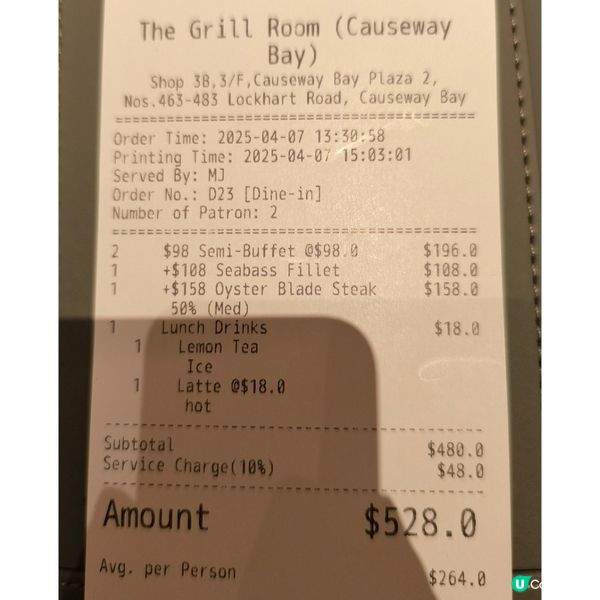 The Grill Room (Causeway
Bay)
Shop 3B,3/F,Causeway Bay Plaza 2,
Nos.463-483 Lockhart Road, Causeway Bay
Order Time: 2025-04-07 13:30:58
Printing Time: 2025-04-07 15:03:01
Served By: MJ
Order No.: D23 [Dine-in]
Number of Patron: 2
2 $98 Semi-Buffet @$98.0 $196.0
1 +$108 Seabass Fillet $108.0
1 +$158 Oyster Blade Steak $158.0
50% (Med)
1 Lunch Drinks $18.0
1 Lemon Tea
Ice
1 Latte @$18.0
hot
Subtotal $480.0
Service Charge(10%) $48.0
Amount $528.0
Avg. per Person $264.0
U